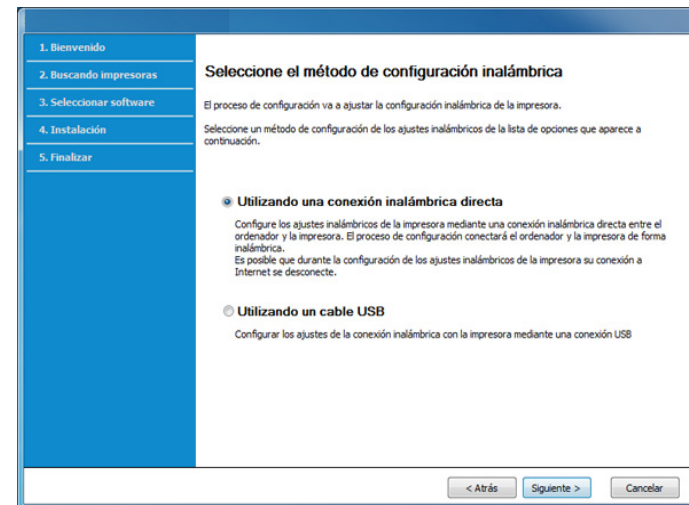 1. Bienvenido
2. Buscando impresoras
3. Seleccionar software
4. Instalación
5. Finalizar
Seleccione el método de configuración inalámbrica
El proceso de configuración va a ajustar la configuración inalámbrica de la impresora.
Seleccione un método de configuración de los ajustes inalámbricos de la lista de opciones que aparece a
continuación.
Utilizando una conexión inalámbrica directa
Configure los ajustes inalámbricos de la impresora mediante una conexión inalámbrica directa entre el
ordenador y la impresora. El proceso de configuración conectará el ordenador y la impresora de forma
inalámbrica.
Es posible que durante la configuración de los ajustes inalámbricos de la impresora su conexión a
Internet se desconecte.
Utilizando un cable USB
Configurar los ajustes de la conexión inalámbrica con la impresora mediante una conexión USB
< Atrás
Siguiente >
Cancelar